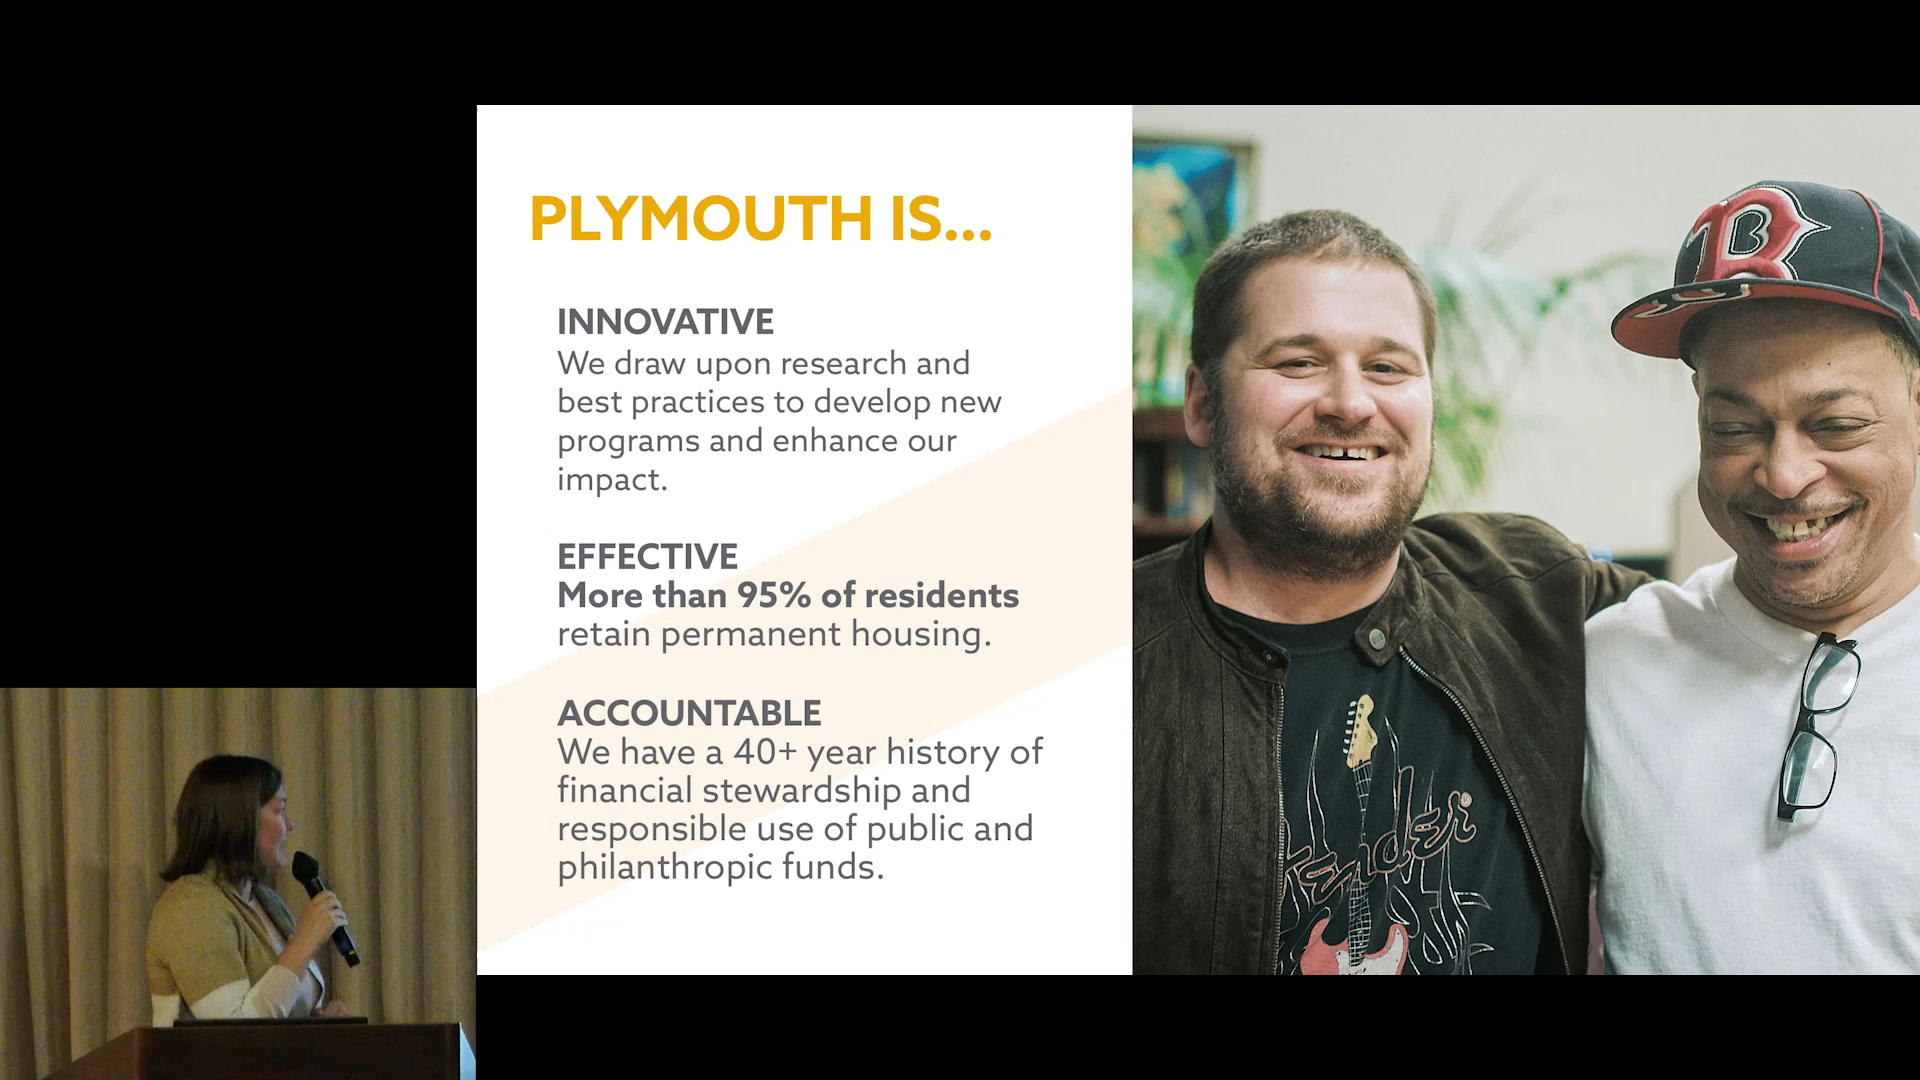 PLYMOUTH IS...
INNOVATIVE
We draw upon research and
best practices to develop new
programs and enhance our
impact.
EFFECTIVE
More than 95% of residents
retain permanent housing.
ACCOUNTABLE
We have a 40+ year history of
financial stewardship and
responsible use of public and
philanthropic funds.
B
Fender